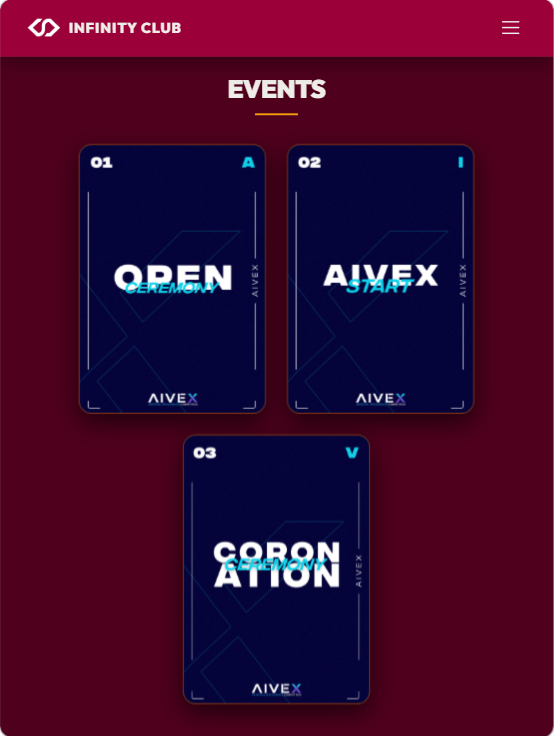 INFINITY CLUB
EVENTS
01 A
OPEN
CEREMONY
AIVEX
AIVEX
02 I
AIVEX
START
AIVEX
AIVEX
03 V
CORON
CEREMONY
ATION
AIVEX
AIVEX